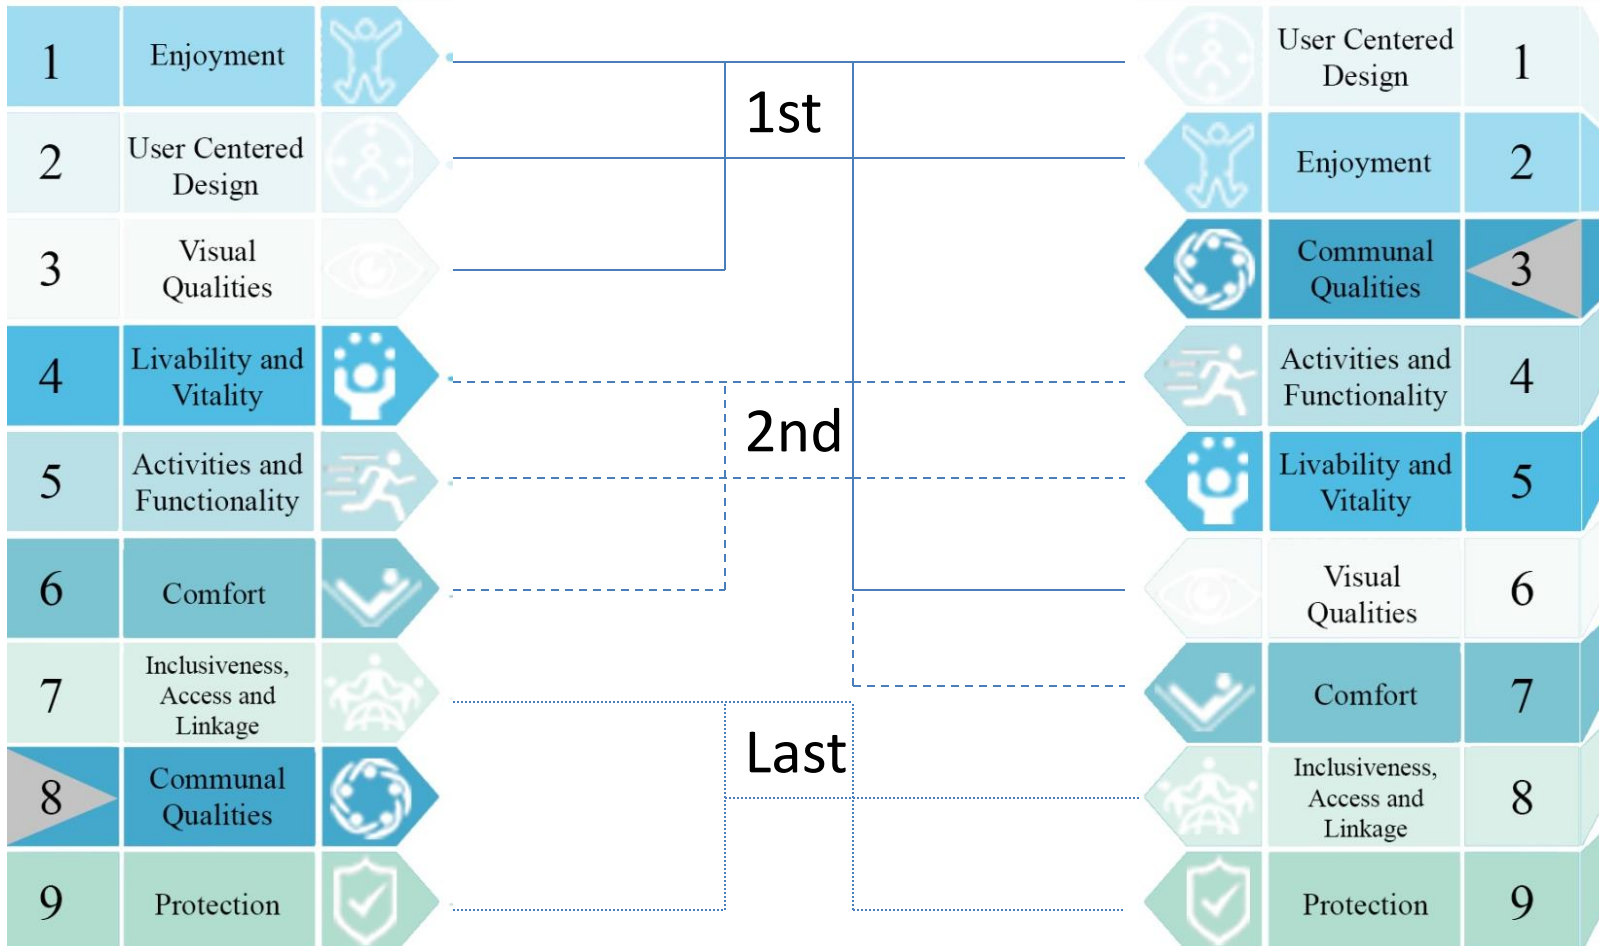 1
Enjoyment
2
User Centered
Design
3
Visual
Qualities
4
Livability and
Vitality
5
Activities and
Functionality
6
Comfort
7
Inclusiveness,
Access and
Linkage
8
Communal
Qualities
9
Protection
1st
2nd
Last
User Centered
Design
1
Enjoyment
2
Communal
Qualities
3
Activities and
Functionality
4
Livability and
Vitality
5
Visual
Qualities
6
Comfort
7
Inclusiveness,
Access and
Linkage
8
Protection
9